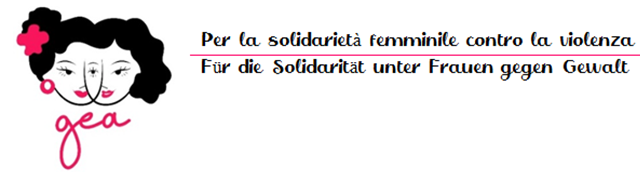 Per la solidarietà femminile contro la violenza
Für die Solidarität unter Frauen gegen Gewalt
gea